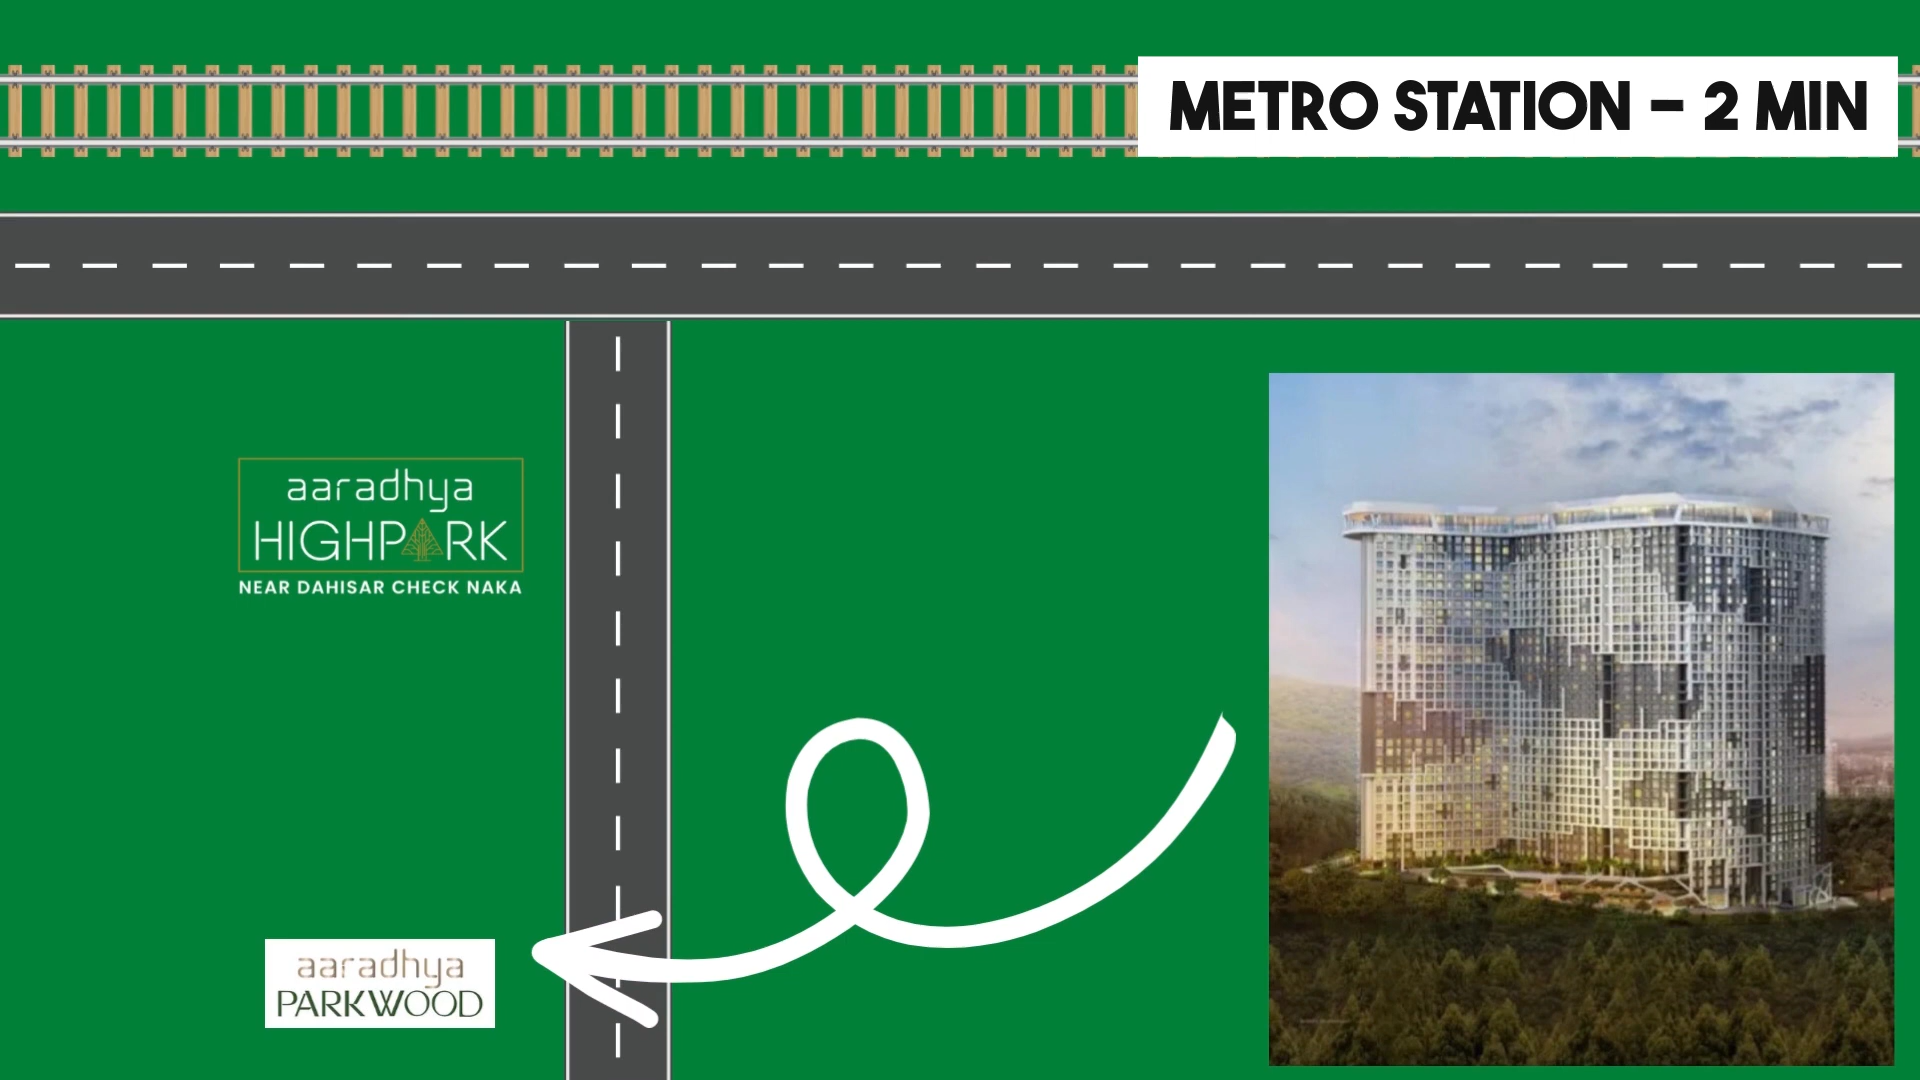 METRO STATION – 2 MIN
aaradhya
HIGHPARK
NEAR DAHISAR CHECK NAKA
aaradhya
PARKWOOD